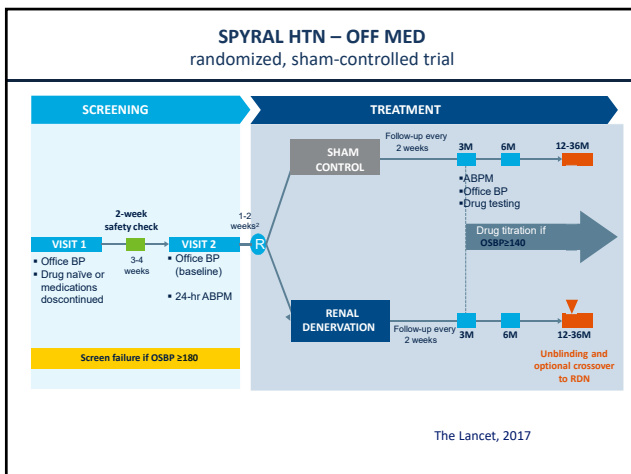 SPYRAL HTN – OFF MED
randomized, sham-controlled trial
SCREENING
TREATMENT
2-week
safety check
VISIT 1
3-4
weeks
VISIT 2
▪ Office BP
▪ Drug naïve or
medications
doscontinued
▪ Office BP
(baseline)
▪ 24-hr ABPM
Screen failure if OSBP ≥180
1-2
weeks²
R
SHAM
CONTROL
Follow-up every
2 weeks
3M
6M
12-36M
▪ABPM
▪Office BP
▪Drug testing
Drug titration if
OSBP≥140
RENAL
DENERVATION
Follow-up every
2 weeks
3M
6M
12-36M
Unblinding and
optional crossover
to RDN
The Lancet, 2017